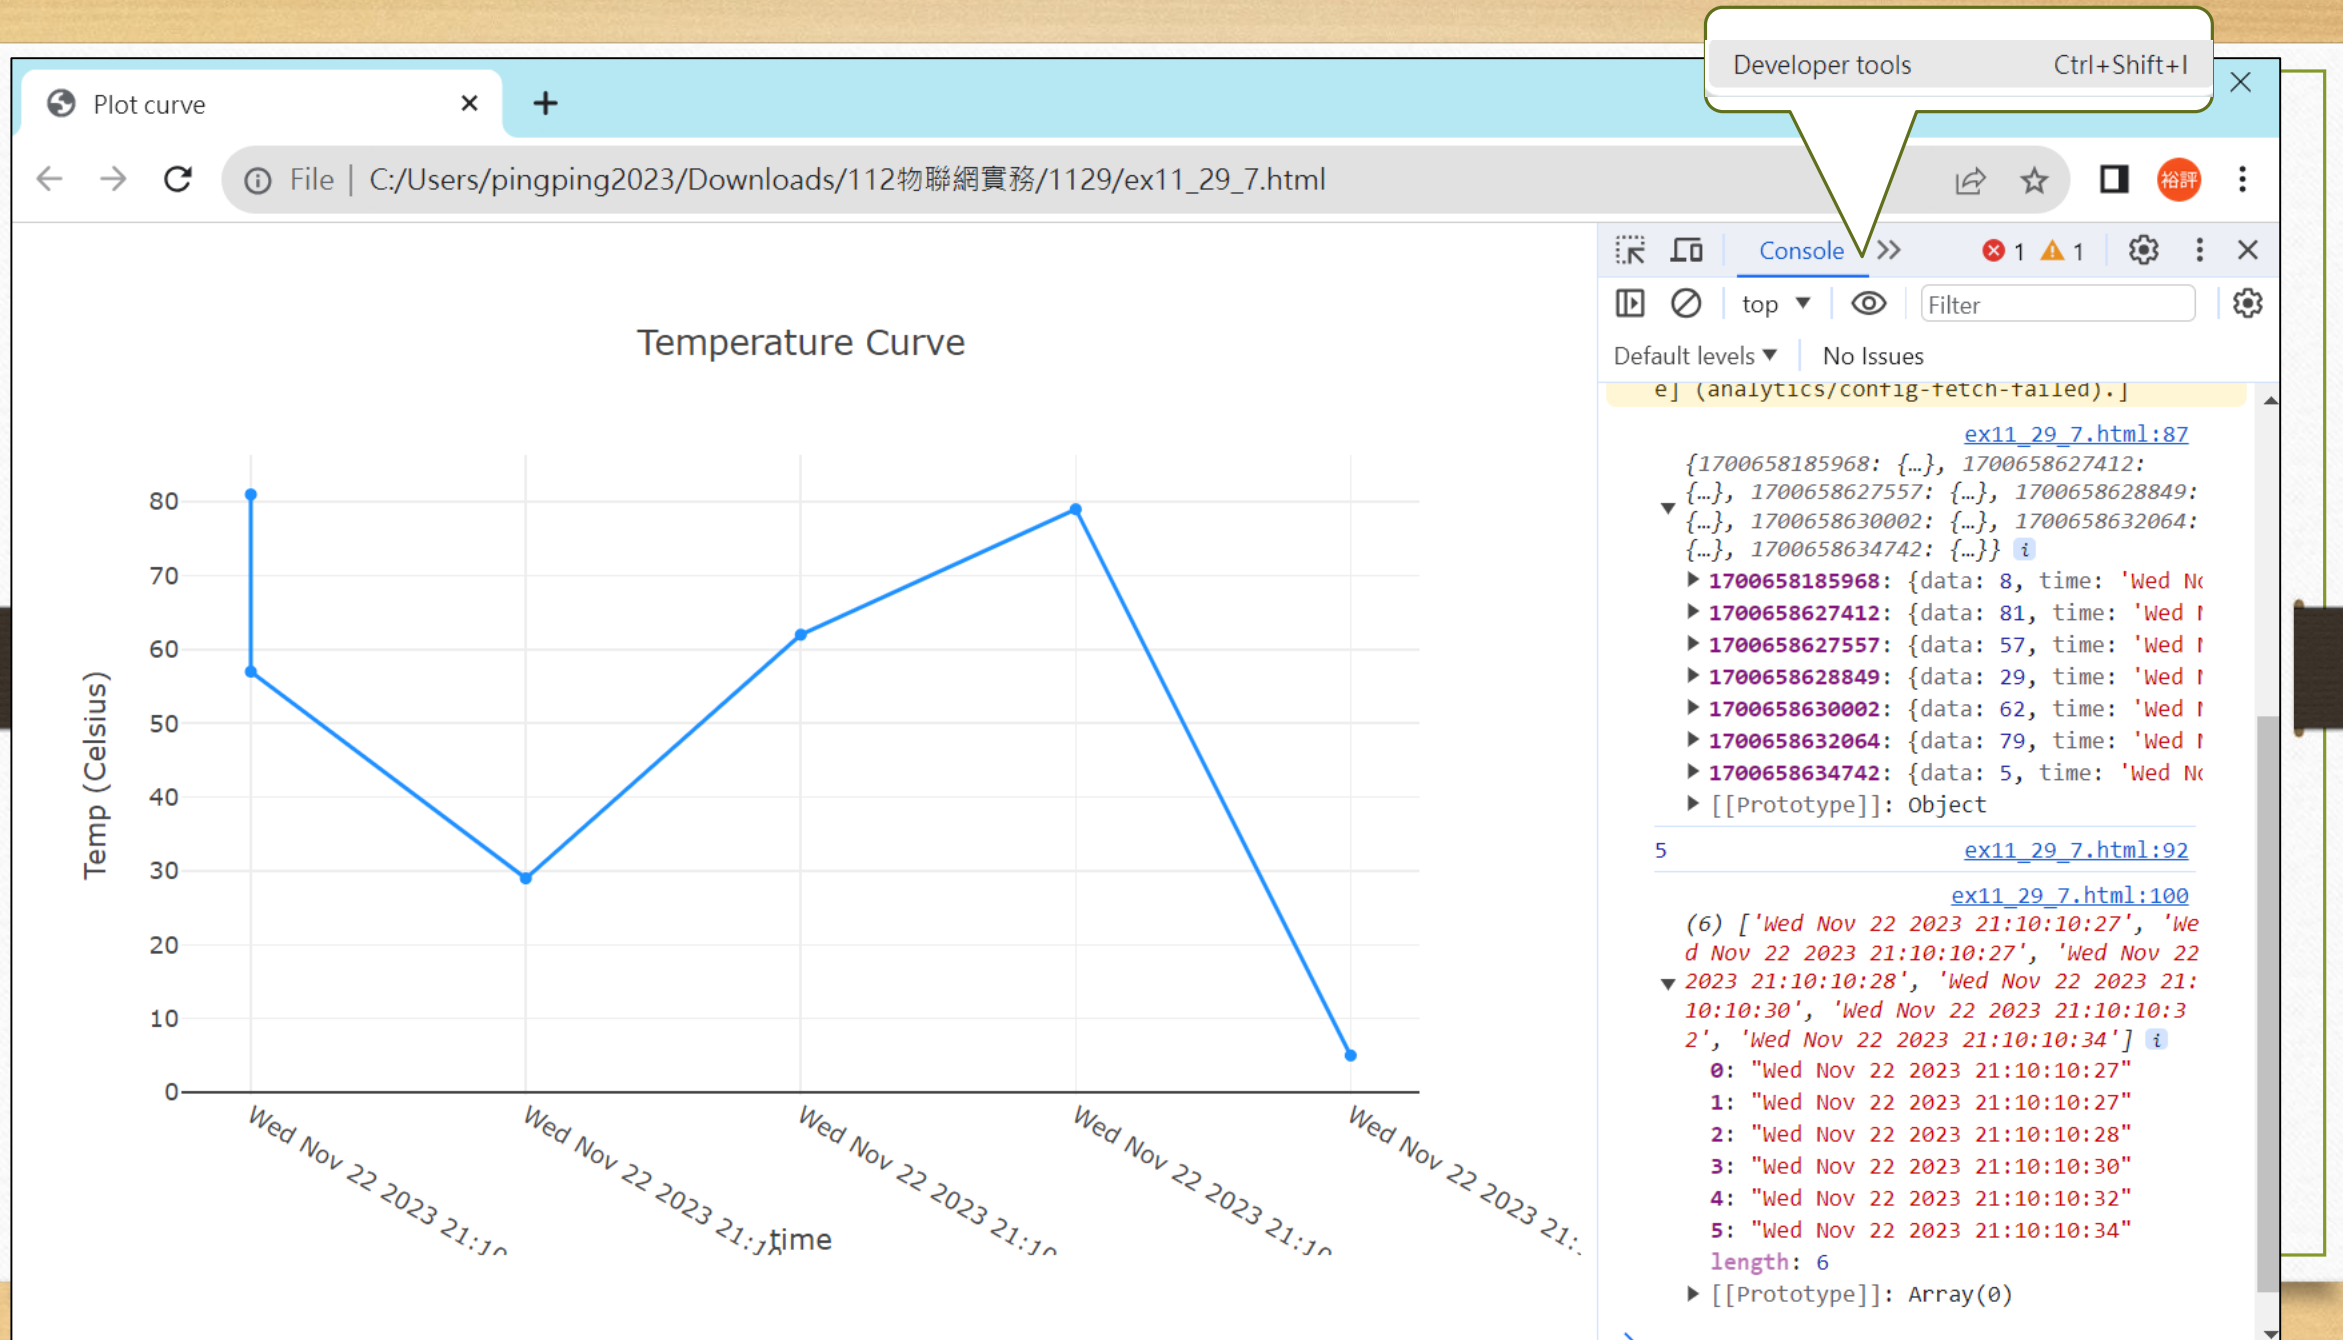 Developer tools Ctrl+Shift+I
Plot curve
File | C:/Users/pingping2023/Downloads/112物聯網實務/1129/ex11_29_7.html
裕評
Console 1 1
top Filter
Default levels No Issues
e] (analytics/config-fetch-failed).]
ex11_29_7.html:87
{1700658185968: {…}, 1700658627412:
{…}, 1700658627557: {…}, 1700658628849:
{…}, 1700658630002: {…}, 1700658632064:
{…}, 1700658634742: {…}} i
1700658185968: {data: 8, time: 'Wed No
1700658627412: {data: 81, time: 'Wed
1700658627557: {data: 57, time: 'Wed
1700658628849: {data: 29, time: 'Wed
1700658630002: {data: 62, time: 'Wed
1700658632064: {data: 79, time: 'Wed
1700658634742: {data: 5, time: 'Wed No
[[Prototype]]: Object
5 ex11_29_7.html:92
ex11_29_7.html:100
(6) ['Wed Nov 22 2023 21:10:10:27', 'We
d Nov 22 2023 21:10:10:27', 'Wed Nov 22
2023 21:10:10:28', 'Wed Nov 22 2023 21:
10:10:30', 'Wed Nov 22 2023 21:10:10:3
2', 'Wed Nov 22 2023 21:10:10:34'] i
0: "Wed Nov 22 2023 21:10:10:27"
1: "Wed Nov 22 2023 21:10:10:27"
2: "Wed Nov 22 2023 21:10:10:28"
3: "Wed Nov 22 2023 21:10:10:30"
4: "Wed Nov 22 2023 21:10:10:32"
5: "Wed Nov 22 2023 21:10:10:34"
length: 6
[[Prototype]]: Array(0)
Temperature Curve
Temp (Celsius)
80
70
60
50
40
30
20
10
0
Wed Nov 22 2023 21:10
Wed Nov 22 2023 21:10
Wed Nov 22 2023 21:10
Wed Nov 22 2023 21:10
Wed Nov 22 2023 21:
time